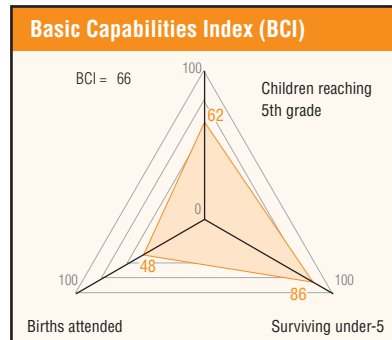 Basic Capabilities Index (BCI)
BCI = 66
100
Children reaching
5th grade
62
0
48
100
86
100
Births attended
Surviving under-5